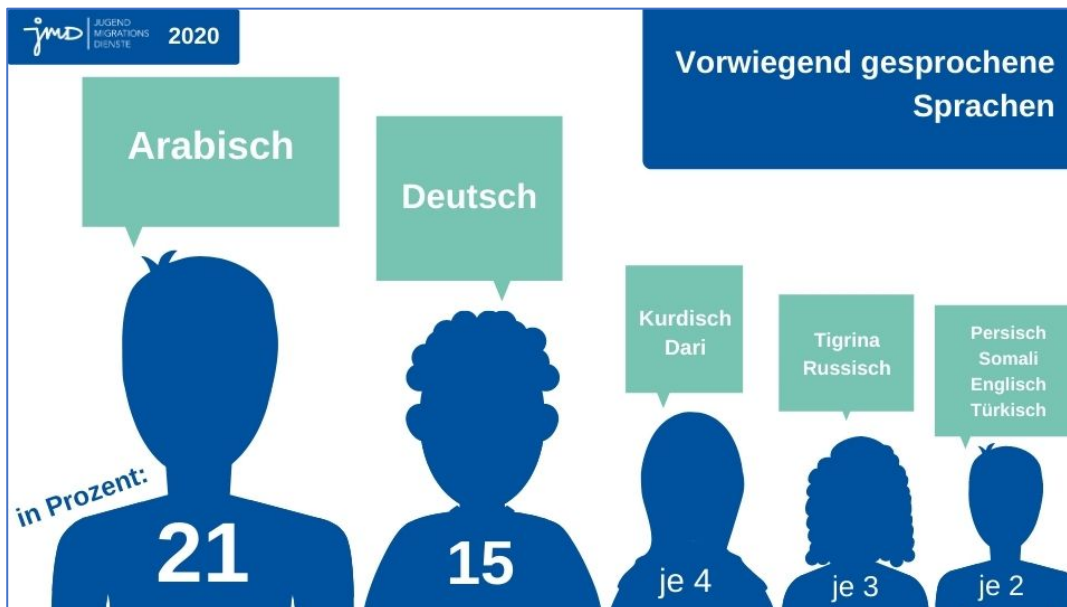 jmd
JUGEND
MIGRATIONS
DIENSTE
2020
Vorwiegend gesprochene
Sprachen
Arabisch
Deutsch
Kurdisch
Dari
Tigrina
Russisch
Persisch
Somali
Englisch
Türkisch
in Prozent:
21
15
je 4
je 3
je 2